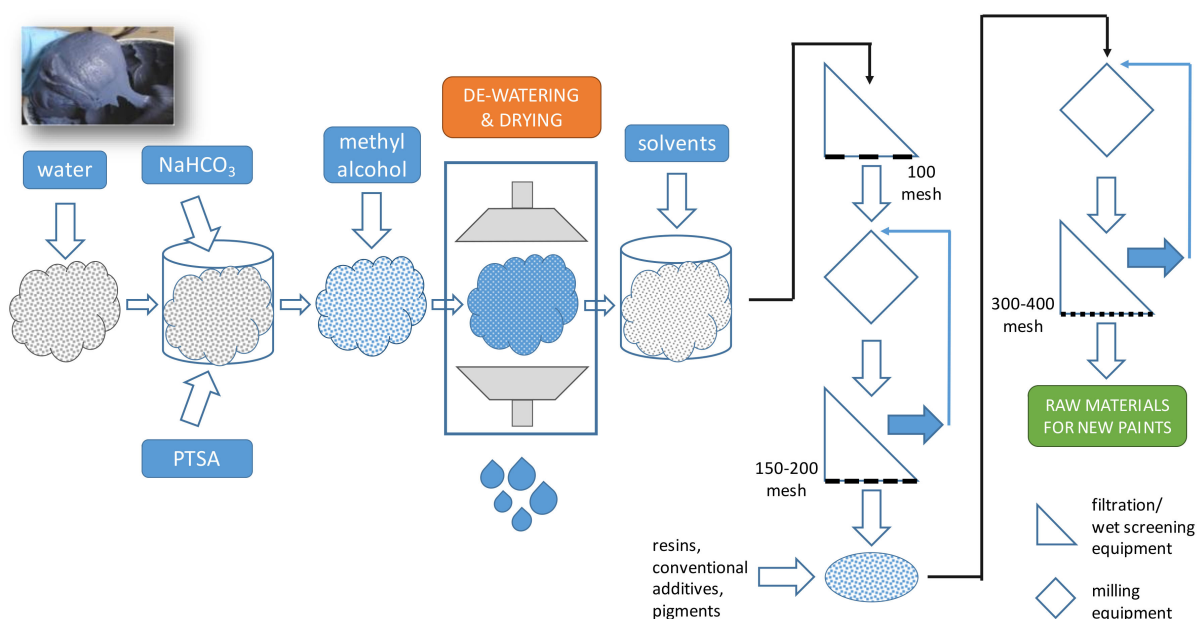 water
NaHCO₃
PTSA
methyl
alcohol
DE-WATERING
& DRYING
solvents
100
mesh
150-200
mesh
resins,
conventional
additives,
pigments
300-400
mesh
RAW MATERIALS
FOR NEW PAINTS
filtration/
wet screening
equipment
milling
equipment